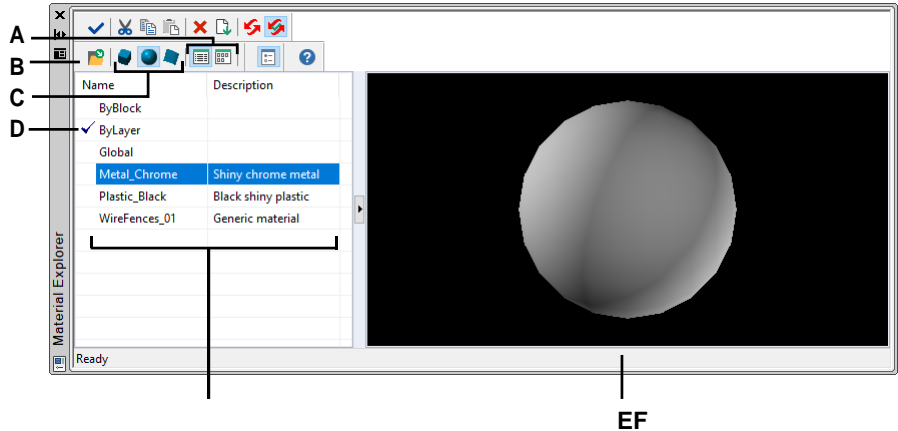 A
B
C
D
Name Description
ByBlock
ByLayer
Global
Metal_Chrome Shiny chrome metal
Plastic_Black Black shiny plastic
WireFences_01 Generic material
Material Explorer
Ready
EF